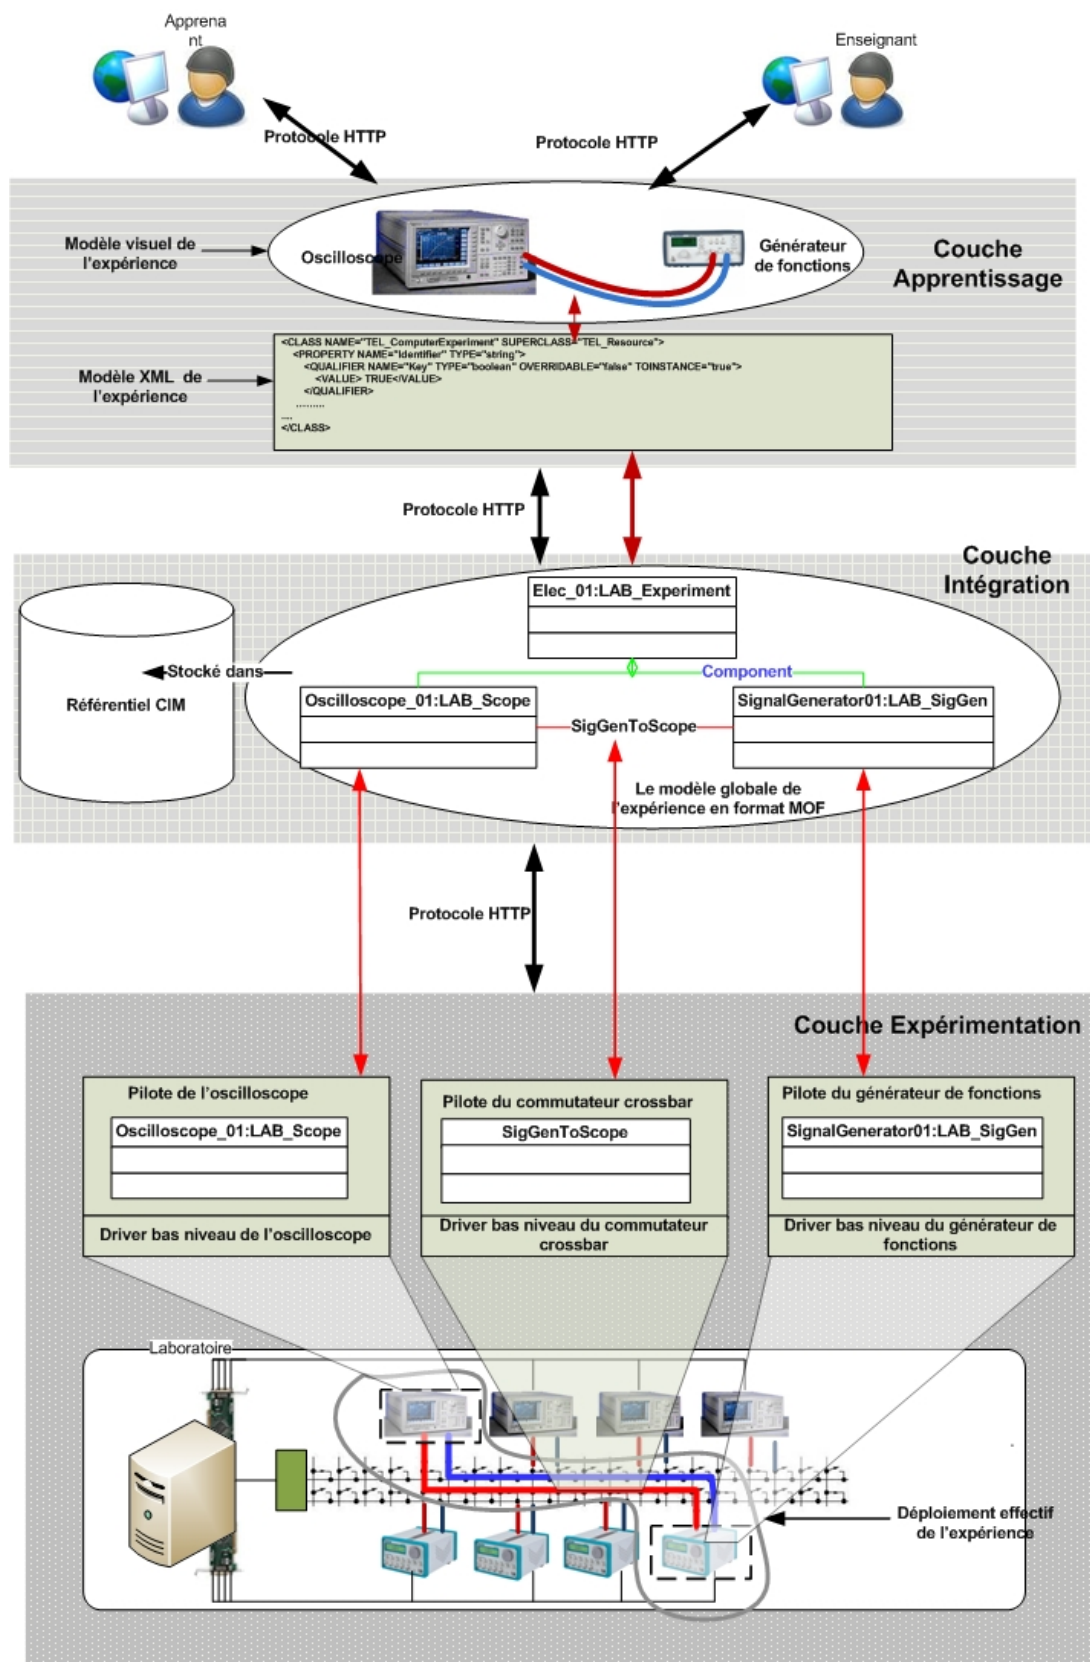 Apprena
nt
Enseignant
Protocole HTTP
Protocole HTTP
Modèle visuel de
l'expérience
Oscilloscope
Générateur
de fonctions
Couche
Apprentissage
Modèle XML de
l'expérience
<CLASS NAME="TEL_ComputerExperiment" SUPERCLASS="TEL_Resource">
<PROPERTY NAME="Identifier" TYPE="string">
<QUALIFIER NAME="Key" TYPE="boolean" OVERRIDABLE="false" TOINSTANCE="true">
<VALUE> TRUE</VALUE>
</QUALIFIER>
..........
....
</CLASS>
Protocole HTTP
Couche
Intégration
Elec_01:LAB_Experiment
Stocké dans
Component
Référentiel CIM
Oscilloscope_01:LAB_Scope
SigGenToScope
SignalGenerator01:LAB_SigGen
Le modèle globale de
l'expérience en format MOF
Protocole HTTP
Couche Expérimentation
Pilote de l'oscilloscope
Oscilloscope_01:LAB_Scope
Driver bas niveau de l'oscilloscope
Pilote du commutateur crossbar
SigGenToScope
Driver bas niveau du commutateur
crossbar
Pilote du générateur de fonctions
SignalGenerator01:LAB_SigGen
Driver bas niveau du générateur de
fonctions
Laboratoire
Déploiement effectif
de l'expérience